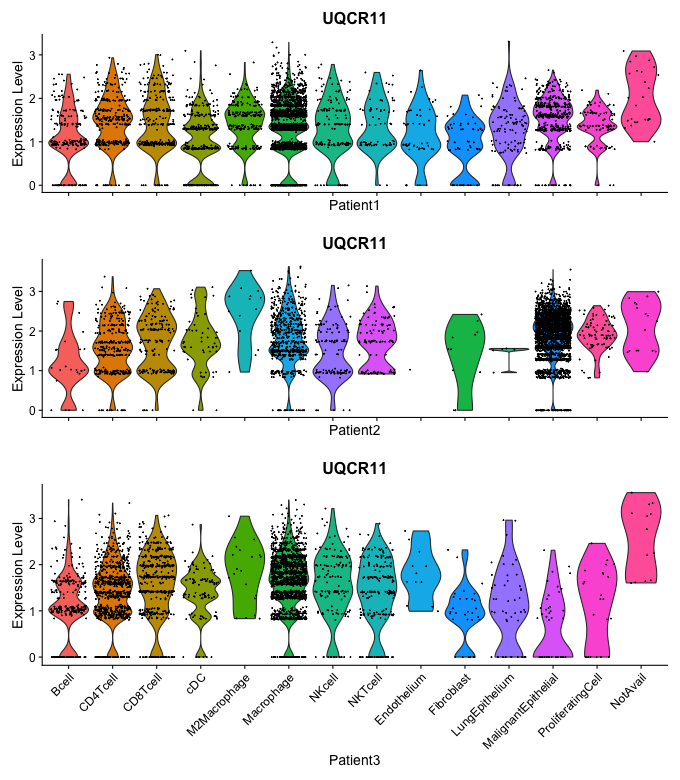 UQCR11
Expression Level
3
2
1
0
Patient1
UQCR11
Expression Level
3
2
1
0
Patient2
UQCR11
Expression Level
3
2
1
0
Bcell
CD4Tcell
CD8Tcell
cDC
M2Macrophage
Macrophage
NKcell
NKTcell
Endothelium
Fibroblast
LungEpithelium
MalignantEpithelial
ProliferatingCell
NotAvail
Patient3